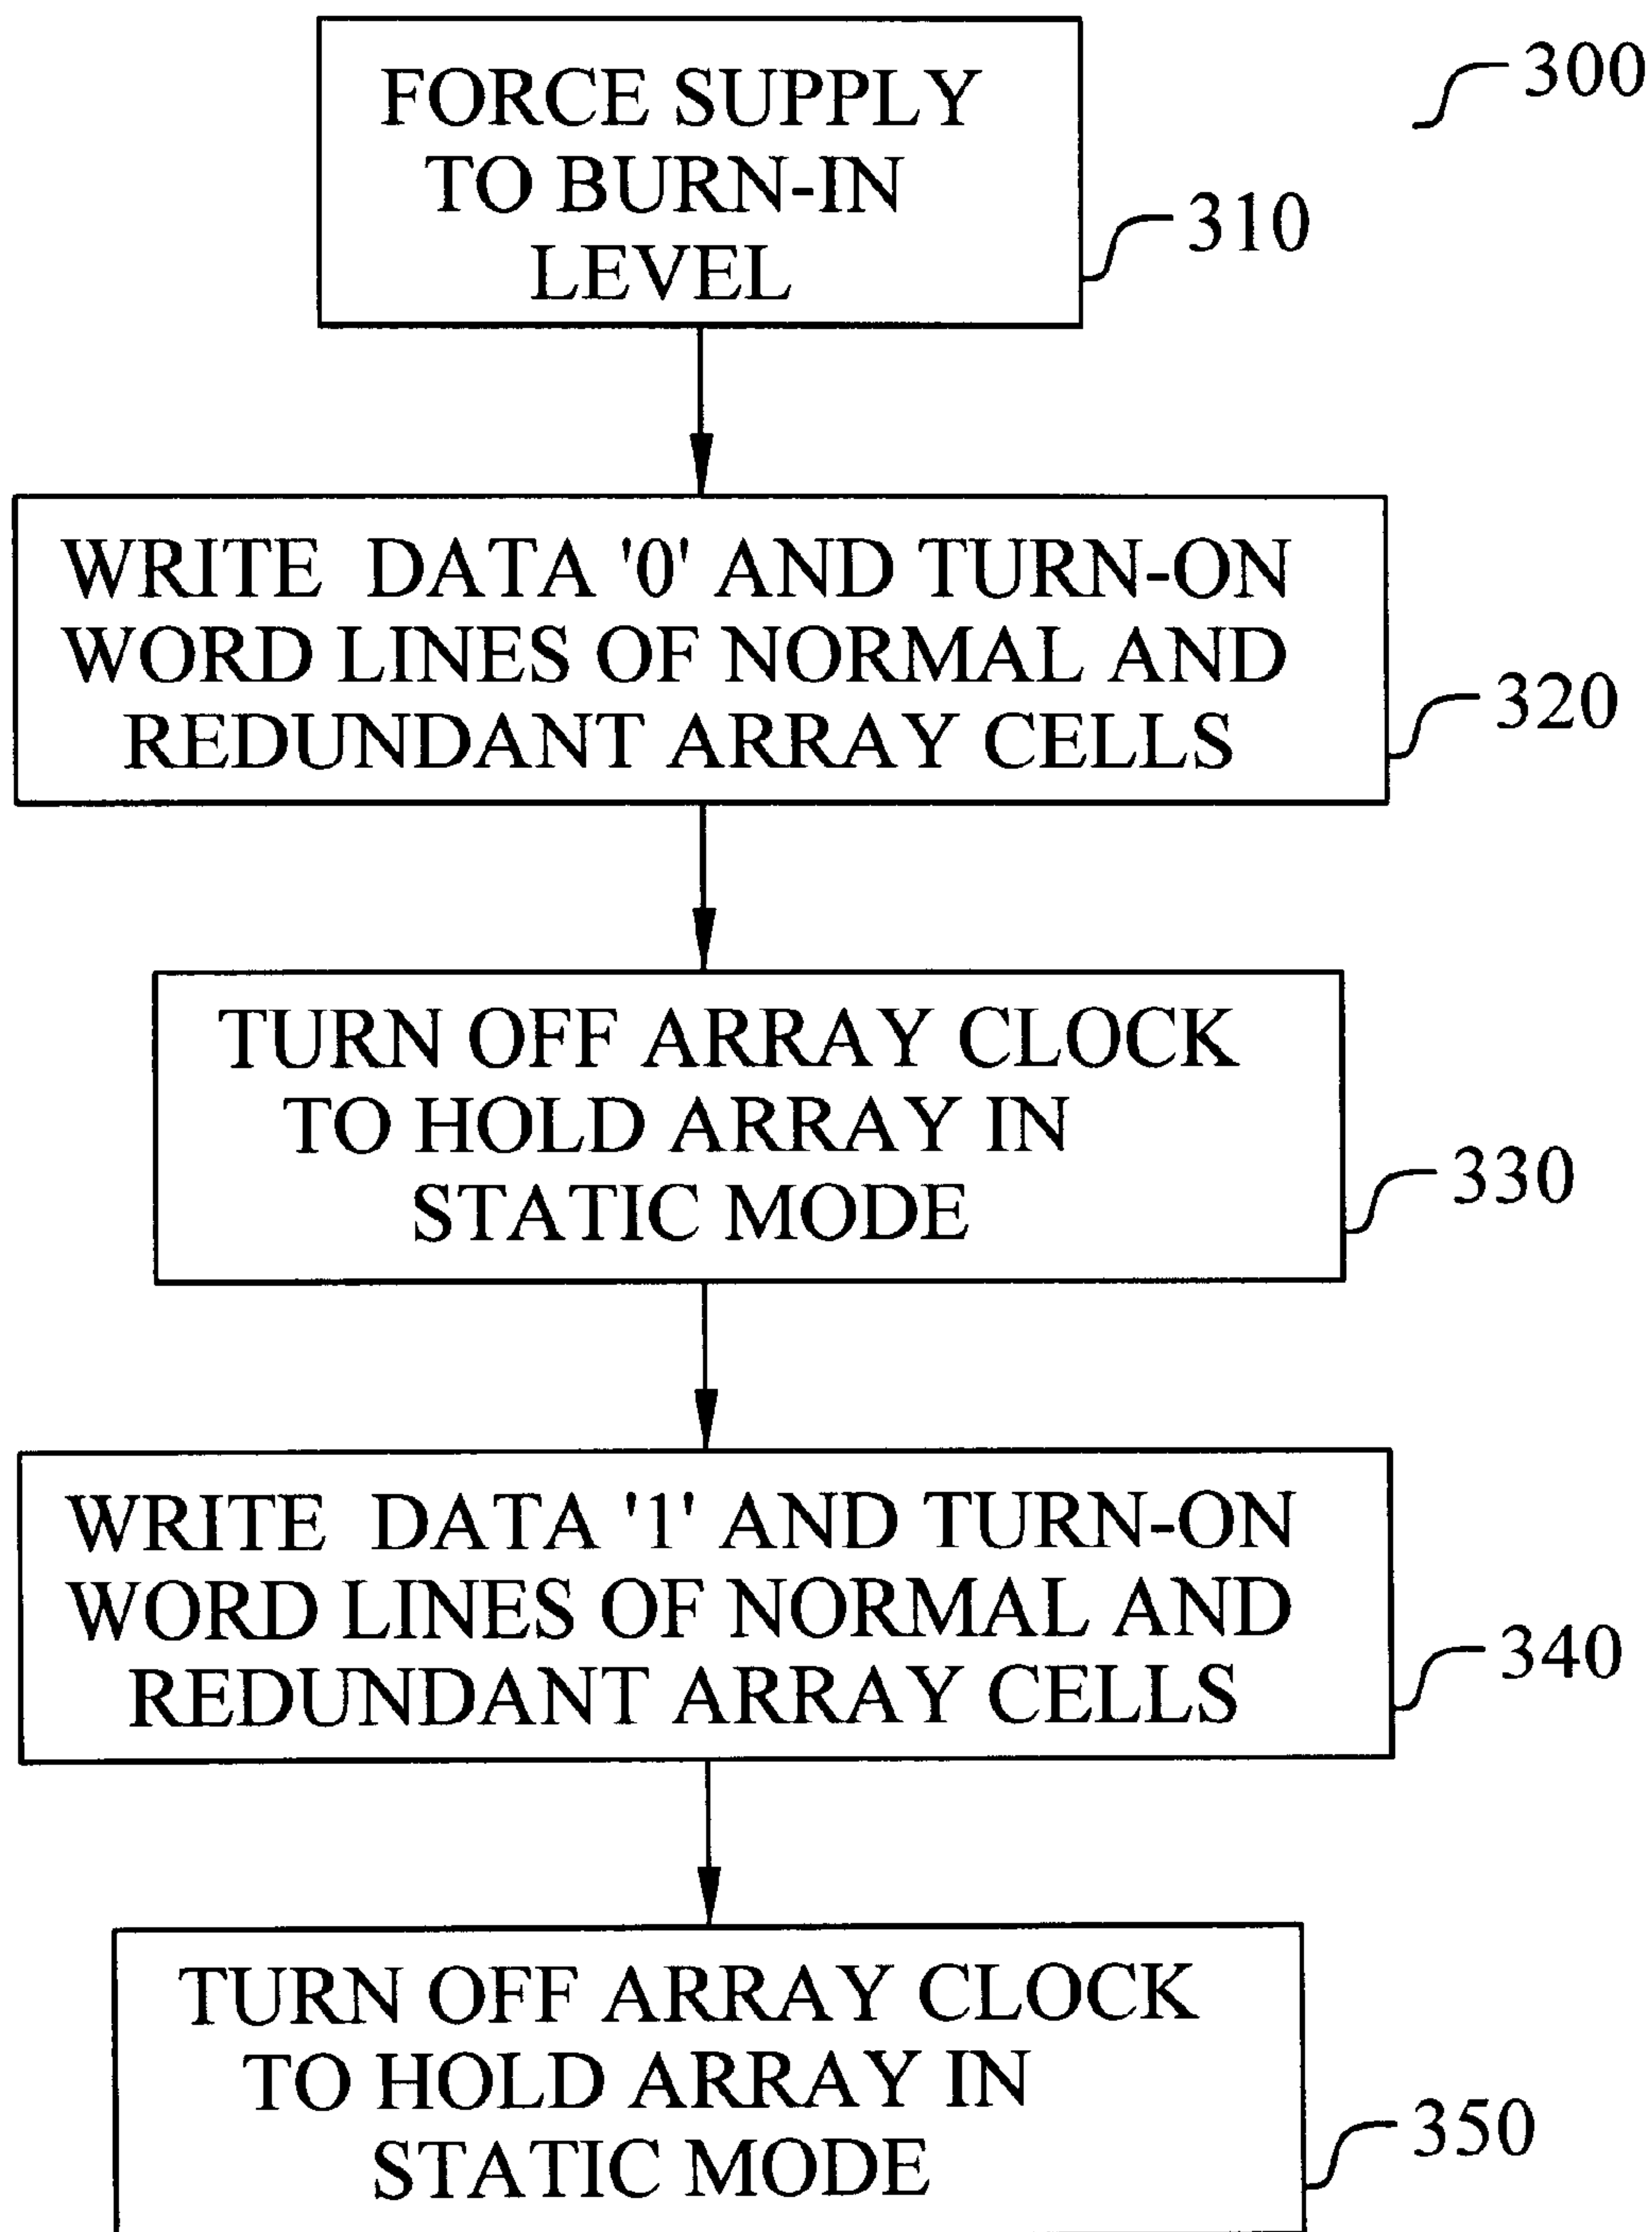 FORCE SUPPLY
TO BURN-IN
LEVEL
300
310
WRITE DATA '0' AND TURN-ON
WORD LINES OF NORMAL AND
REDUNDANT ARRAY CELLS
320
TURN OFF ARRAY CLOCK
TO HOLD ARRAY IN
STATIC MODE
330
WRITE DATA '1' AND TURN-ON
WORD LINES OF NORMAL AND
REDUNDANT ARRAY CELLS
340
TURN OFF ARRAY CLOCK
TO HOLD ARRAY IN
STATIC MODE
350